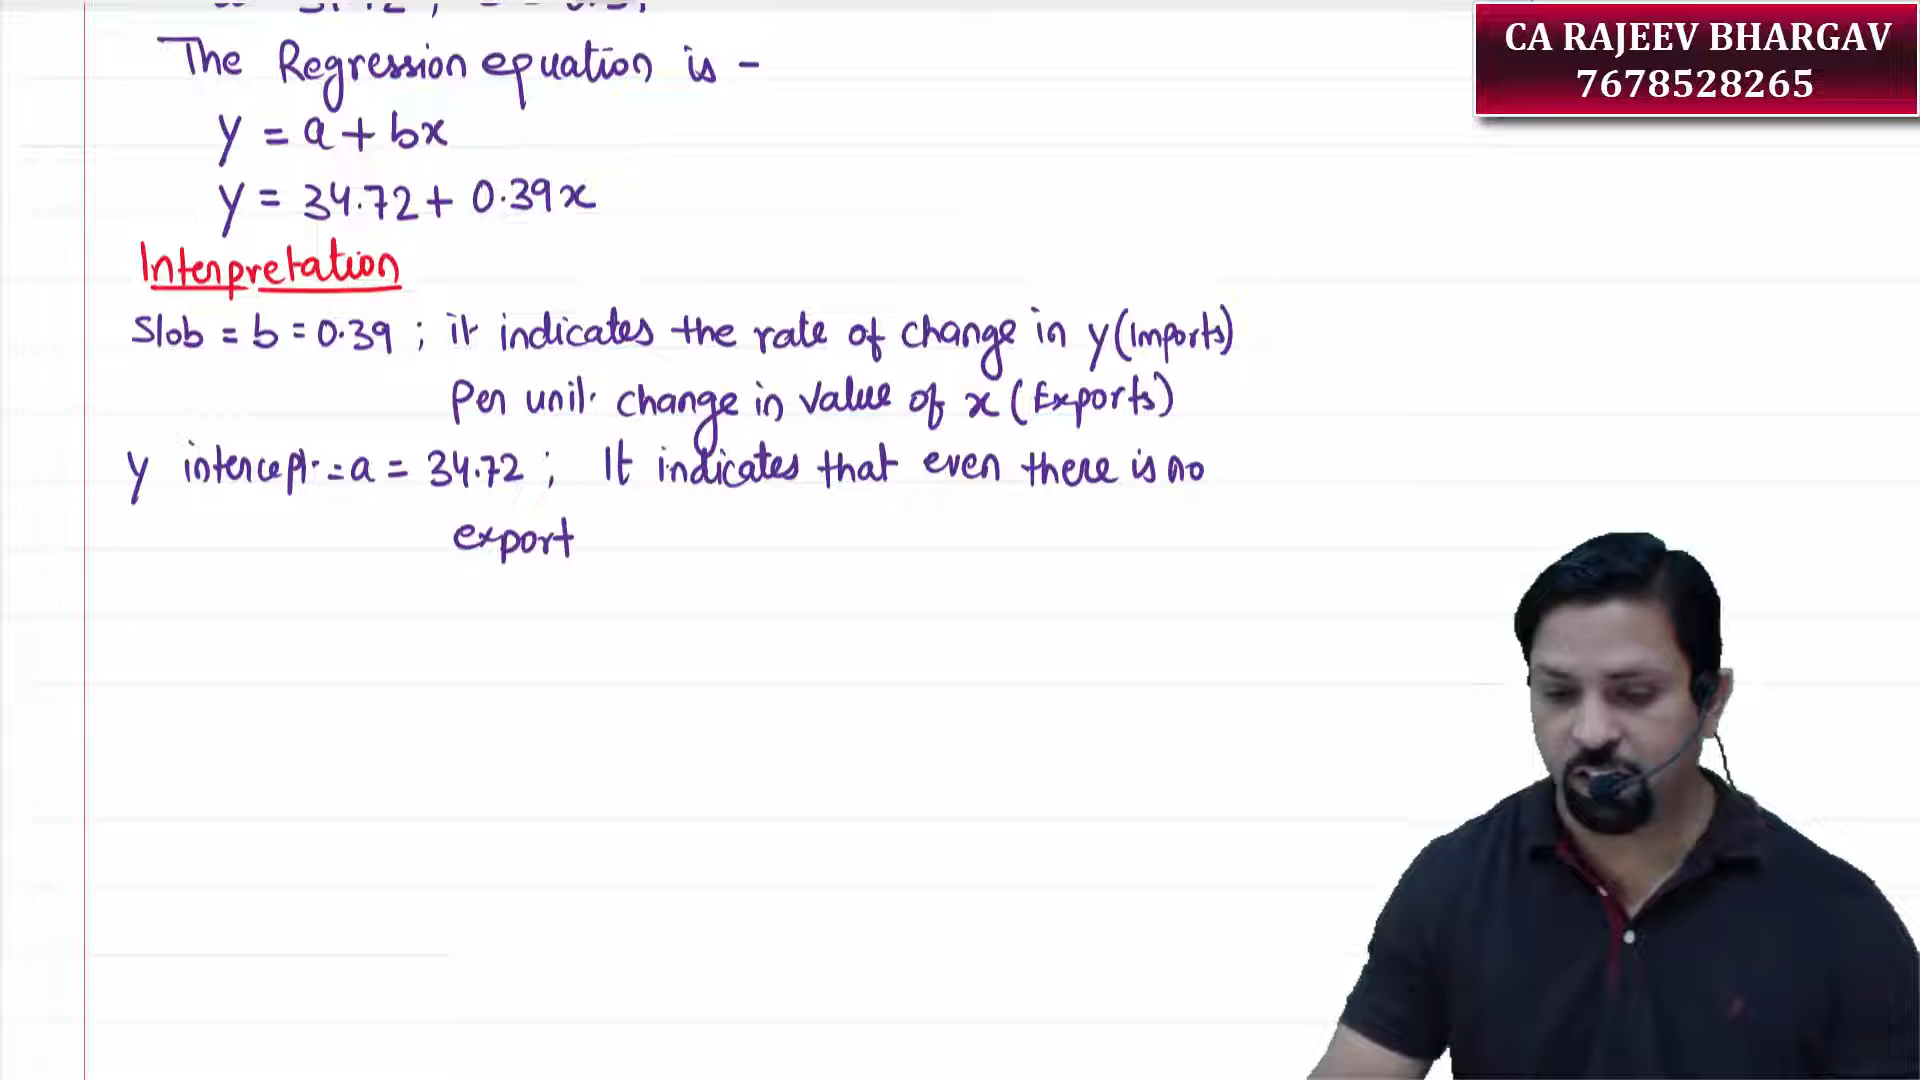 CA RAJEEV BHARGAV
7678528265
The Regression equation is -
y = a + bx
y = 34.72 + 0.39x
Interpretation
Slob = b = 0.39 ; it indicates the rate of change in y (Imports)
Per unit change in value of x (Exports)
y intercept = a = 34.72 ; It indicates that even there is no
export